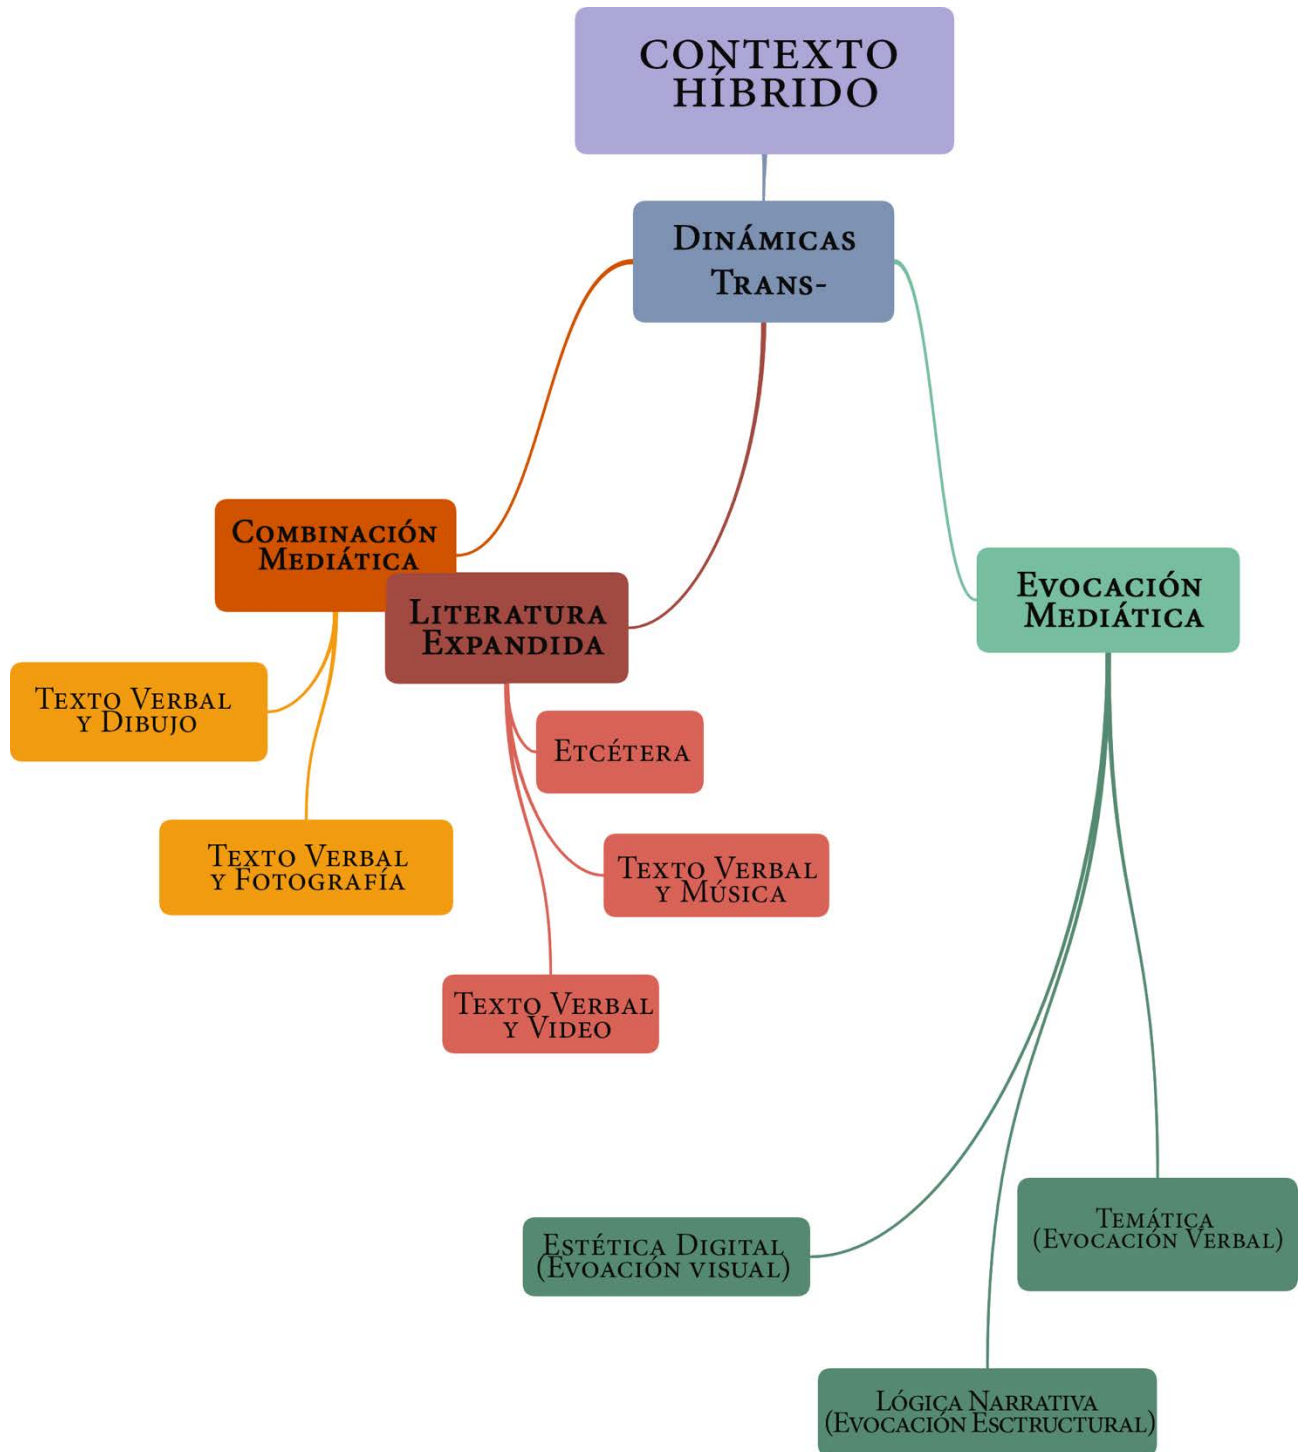 CONTEXTO
HÍBRIDO
DINÁMICAS
TRANS-
COMBINACIÓN
MEDIÁTICA
LITERATURA
EXPANDIDA
EVOCACIÓN
MEDIÁTICA
TEXTO VERBAL
Y DIBUJO
ETCÉTERA
TEXTO VERBAL
Y FOTOGRAFÍA
TEXTO VERBAL
Y MÚSICA
TEXTO VERBAL
Y VIDEO
ESTÉTICA DIGITAL
(EVOACIÓN VISUAL)
TEMÁTICA
(EVOCACIÓN VERBAL)
LÓGICA NARRATIVA
(EVOCACIÓN ESCTRUCTURAL)